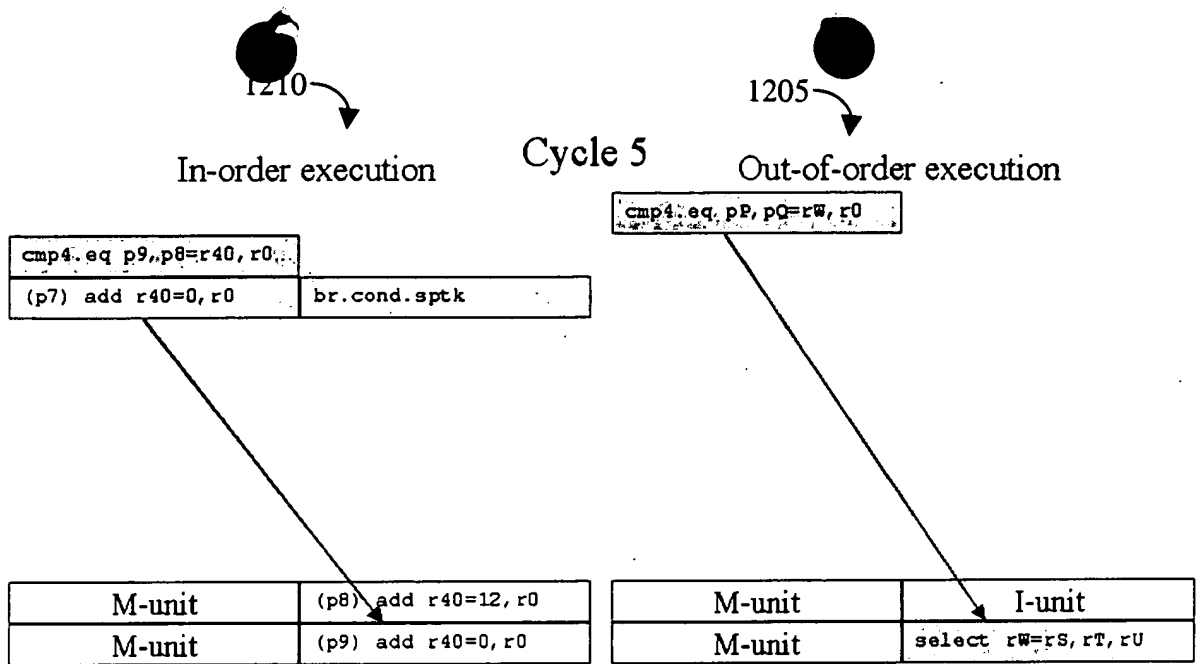 1210
1205
Cycle 5
In-order execution
Out-of-order execution
cmp4.eq pP,pQ=rW,r0
cmp4.eq p9,p8=r40,r0
(p7) add r40=0,r0
br.cond.sptk
M-unit
(p8) add r40=12,r0
M-unit
(p9) add r40=0,r0
M-unit
I-unit
M-unit
select rW=rS,rT,rU